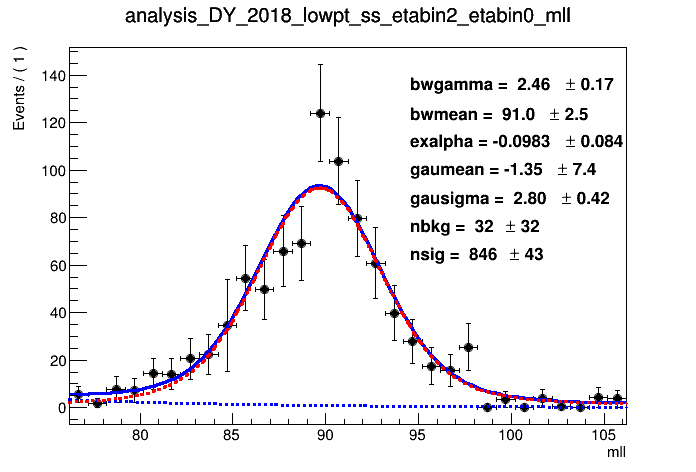 analysis_DY_2018_lowpt_ss_etabin2_etabin0_mll
Events / ( 1 )
bwgamma = 2.46 ± 0.17
bwmean = 91.0 ± 2.5
exalpha = -0.0983 ± 0.084
gaumean = -1.35 ± 7.4
gausigma = 2.80 ± 0.42
nbkg = 32 ± 32
nsig = 846 ± 43
140
120
100
80
60
40
20
0
80 85 90 95 100 105
mll